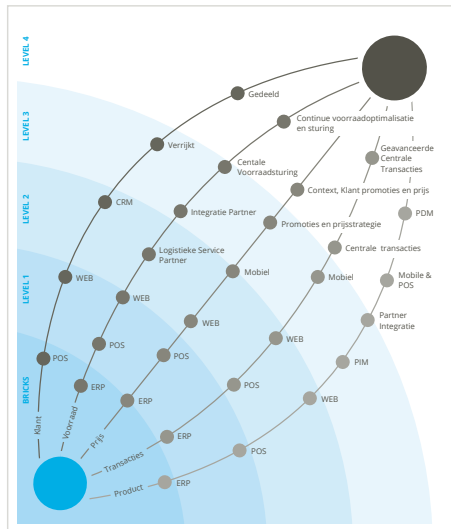 LEVEL 4
LEVEL 3
LEVEL 2
LEVEL 1
BRICKS
Gedeeld
Verrijkt
CRM
WEB
POS
Klant
Continue voorraadoptimalisatie
en sturing
Centale
Voorraadsturing
Integratie Partner
Logistieke Service
Partner
WEB
POS
ERP
Voorraad
Context, Klant promoties en prijs
Promoties en prijsstrategie
Mobiel
WEB
POS
ERP
Prijs
Geavanceerde
Centrale
Transacties
Centrale transacties
Mobiel
WEB
POS
ERP
Transacties
PDM
Mobile &
POS
Partner
Integratie
PIM
WEB
POS
ERP
Product